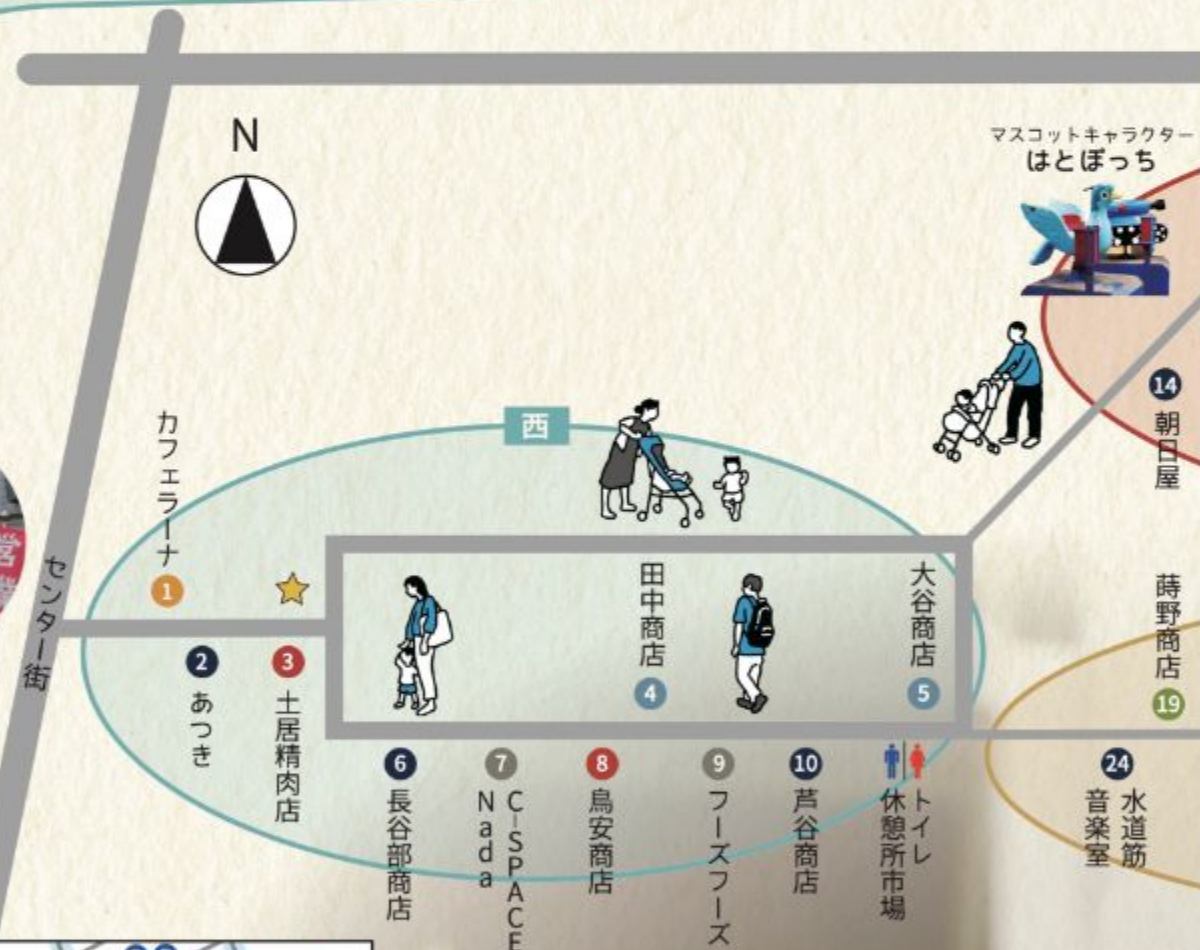 N
マスコットキャラクター
はとぽっち
西
14
朝日屋
カフェラーナ
1
センター街
2
あつき
3
土居精肉店
田中商店
4
大谷商店
5
蒔野商店
19
6
長谷部商店
7
C-SPACE
Nada
8
鳥安商店
9
フーズフーズ
10
芦谷商店
トイレ
休憩所市場
24
水道筋
音楽室
営